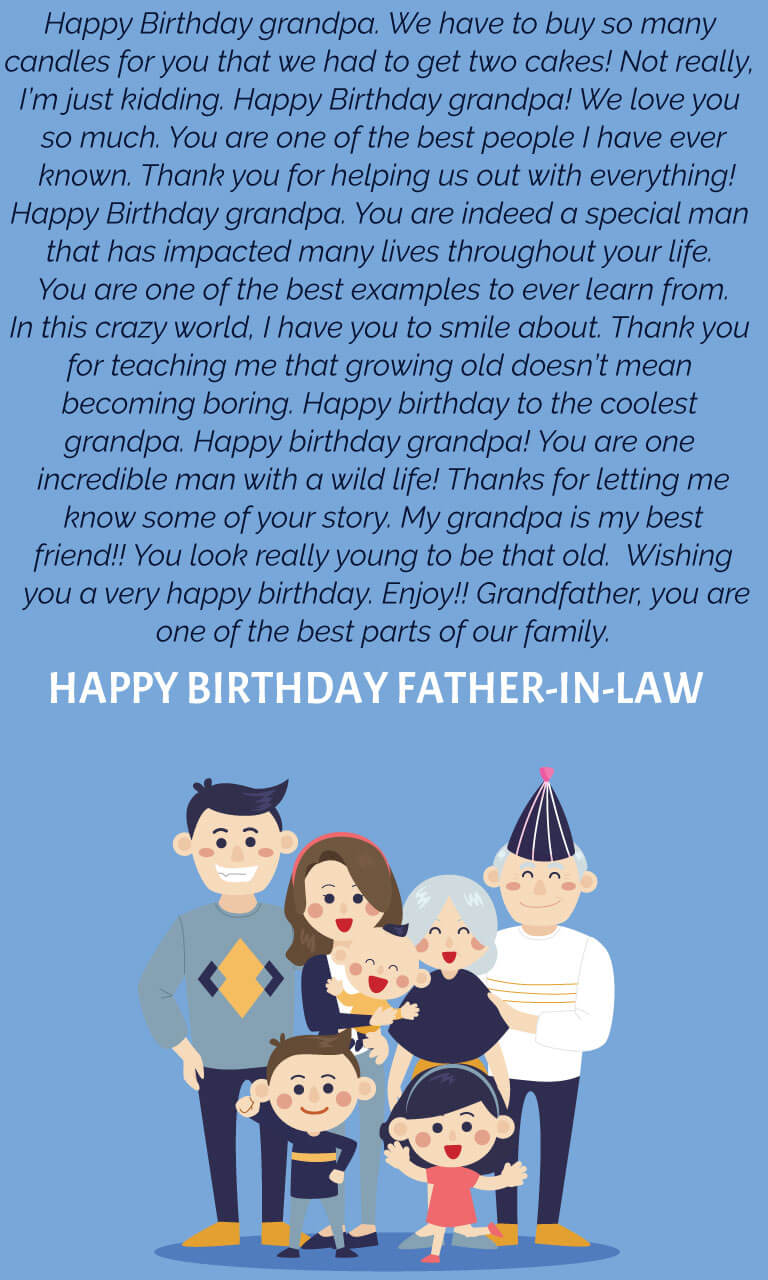 Happy Birthday grandpa. We have to buy so many
candles for you that we had to get two cakes! Not really,
I'm just kidding. Happy Birthday grandpa! We love you
so much. You are one of the best people I have ever
known. Thank you for helping us out with everything!
Happy Birthday grandpa. You are indeed a special man
that has impacted many lives throughout your life.
You are one of the best examples to ever learn from.
In this crazy world, I have you to smile about. Thank you
for teaching me that growing old doesn't mean
becoming boring. Happy birthday to the coolest
grandpa. Happy birthday grandpa! You are one
incredible man with a wild life! Thanks for letting me
know some of your story. My grandpa is my best
friend!! You look really young to be that old. Wishing
you a very happy birthday. Enjoy!! Grandfather, you are
one of the best parts of our family.
HAPPY BIRTHDAY FATHER-IN-LAW